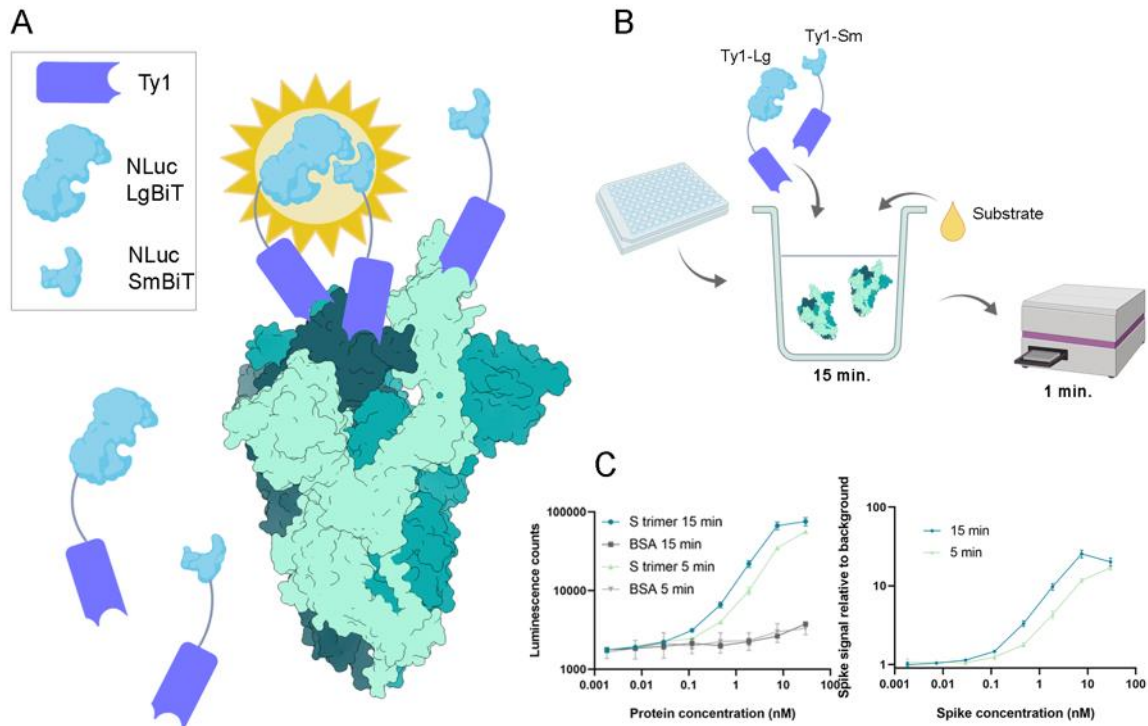 A
Ty1
NLuc
LgBiT
NLuc
SmBiT
B
Ty1-Sm
Ty1-Lg
Substrate
15 min.
1 min.
C
Luminescence counts
100000
10000
1000
S trimer 15 min
BSA 15 min
S trimer 5 min
BSA 5 min
0.001 0.01 0.1 1 10 100
Protein concentration (nM)
Spike signal relative to background
100
10
1
15 min
5 min
0.001 0.01 0.1 1 10 100
Spike concentration (nM)